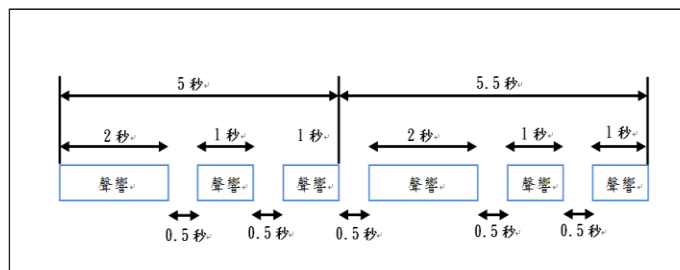 5 秒 5.5 秒
2 秒 1 秒 1 秒 2 秒 1 秒 1 秒
聲響 聲響 聲響 聲響 聲響 聲響
0.5 秒 0.5 秒 0.5 秒 0.5 秒 0.5 秒